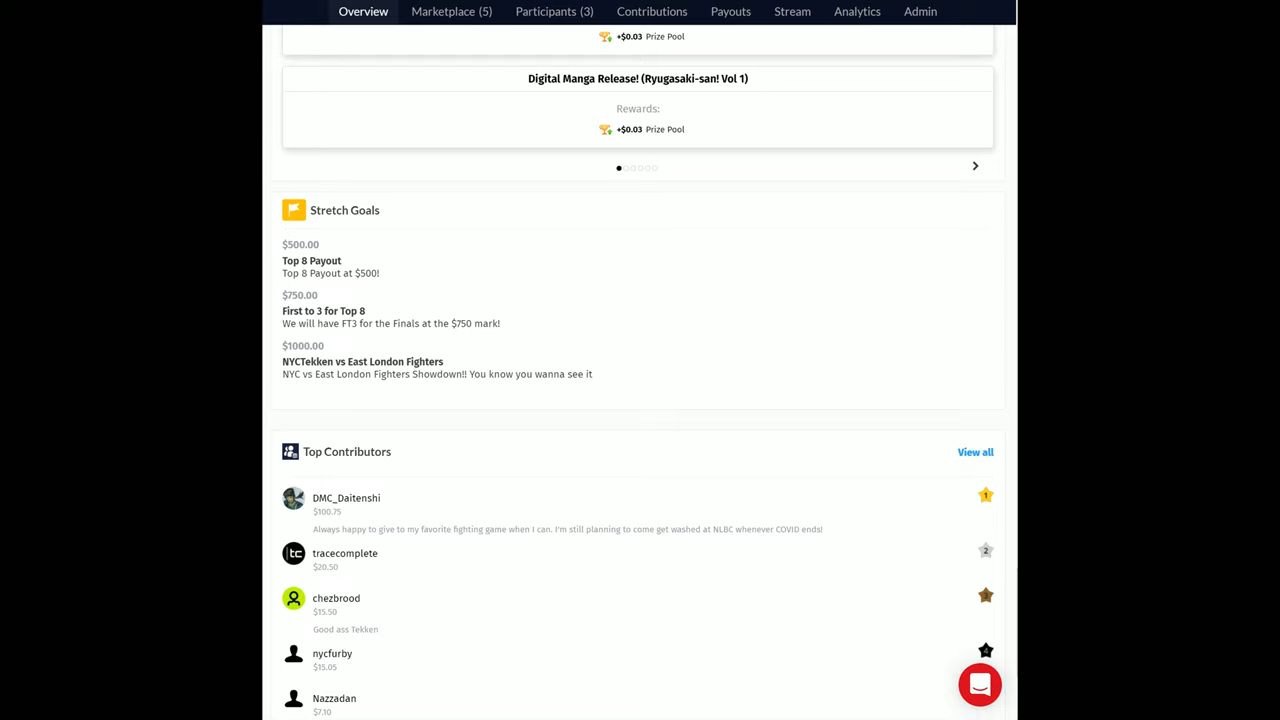 Overview Marketplace (5) Participants (3) Contributions Payouts Stream Analytics Admin
+$0.03 Prize Pool
Digital Manga Release! (Ryugasaki-san! Vol 1)
Rewards:
+$0.03 Prize Pool
Stretch Goals
$500.00
Top 8 Payout
Top 8 Payout at $500!
$750.00
First to 3 for Top 8
We will have FT3 for the Finals at the $750 mark!
$1000.00
NYCTekken vs East London Fighters
NYC vs East London Fighters Showdown!! You know you wanna see it
Top Contributors View all
DMC_Daitenshi 1
$100.75
Always happy to give to my favorite fighting game when I can. I'm still planning to come get washed at NLBC whenever COVID ends!
tc tracecomplete 2
$20.50
chezbrood 3
$15.50
Good ass Tekken
nycfurby 4
$15.05
Nazzadan
$7.10